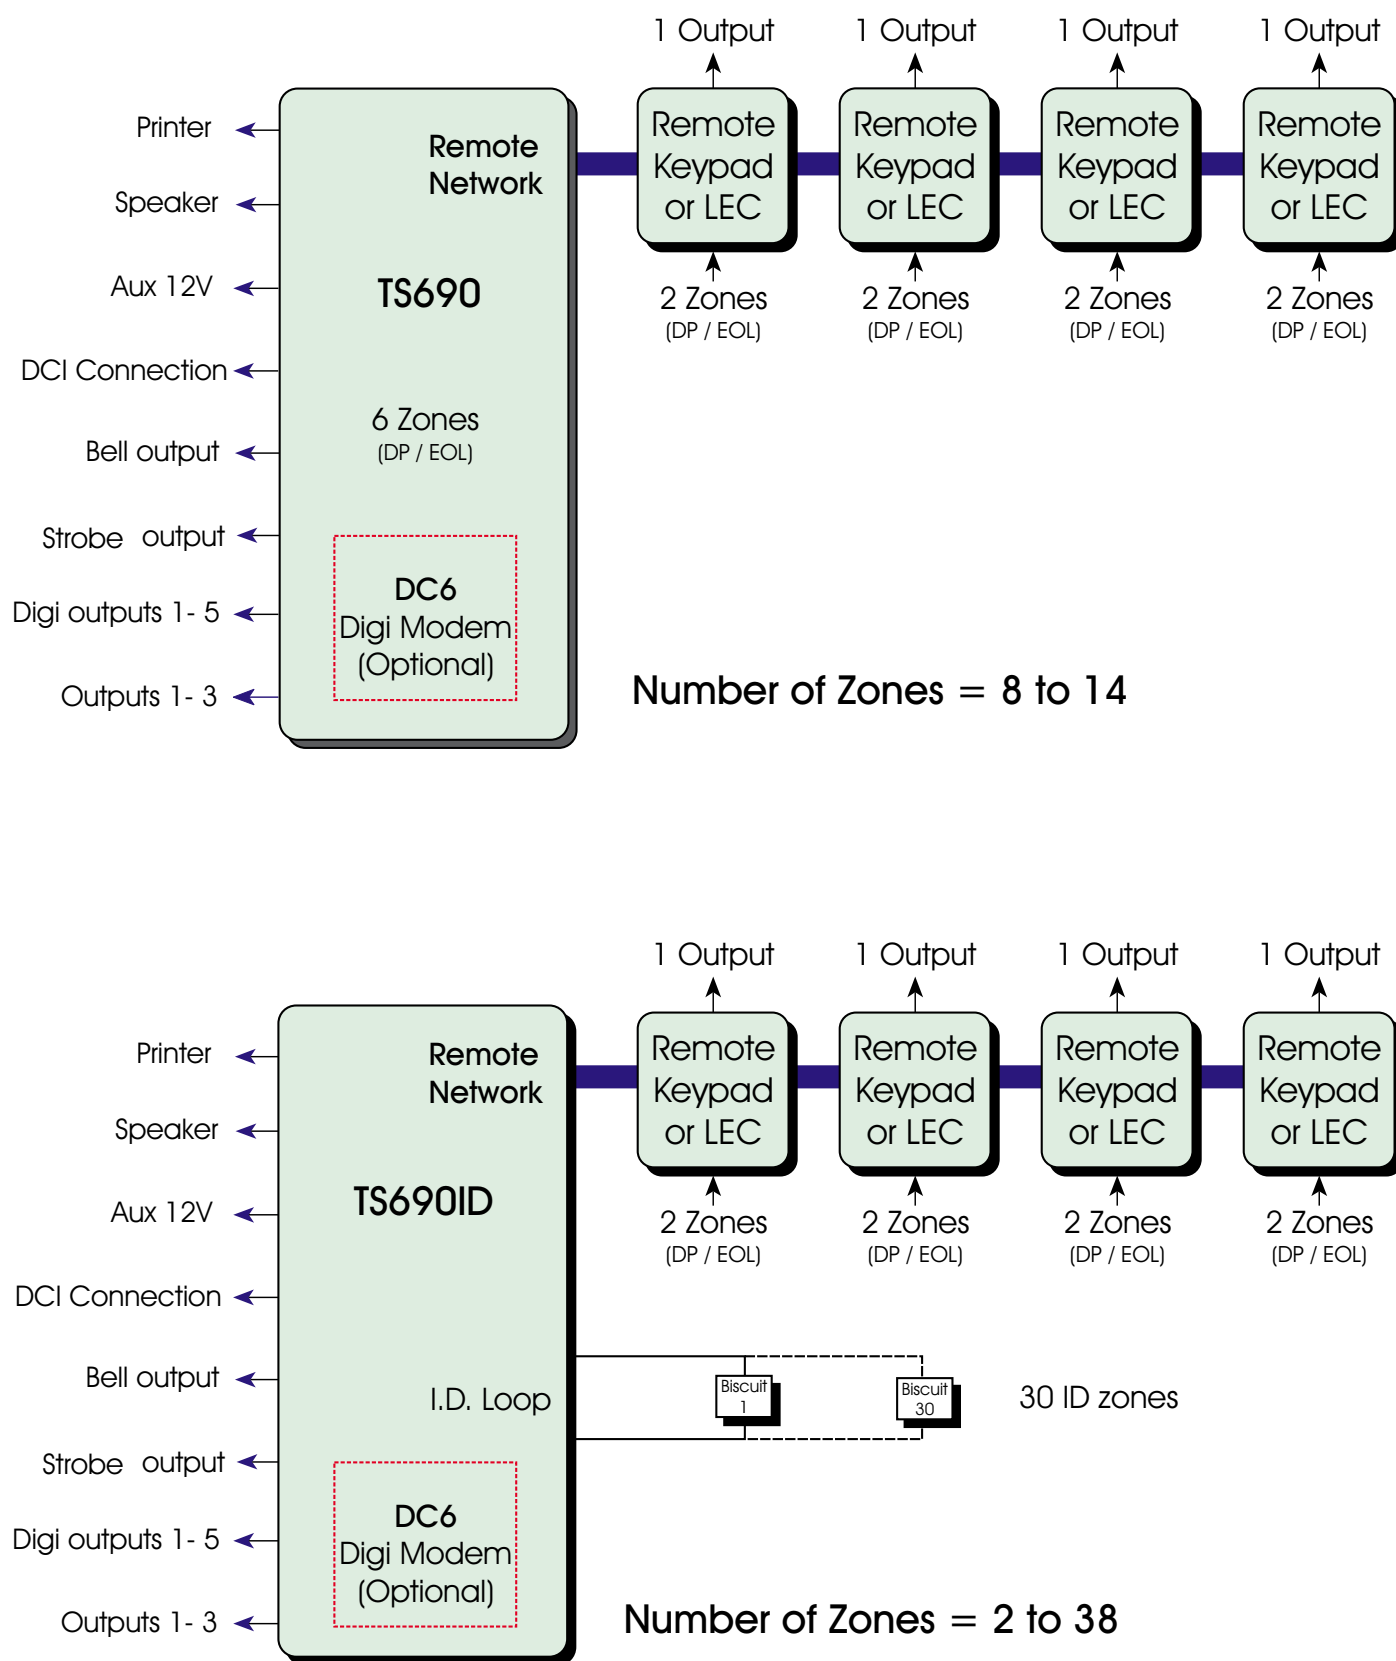 1 Output 1 Output 1 Output 1 Output
Printer
Speaker
Aux 12V
DCI Connection
Bell output
Strobe output
Digi outputs 1- 5
Outputs 1- 3
Remote
Network
TS690
6 Zones
(DP / EOL)
DC6
Digi Modem
(Optional)
Remote
Keypad
or LEC
Remote
Keypad
or LEC
Remote
Keypad
or LEC
Remote
Keypad
or LEC
2 Zones
(DP / EOL)
2 Zones
(DP / EOL)
2 Zones
(DP / EOL)
2 Zones
(DP / EOL)
Number of Zones = 8 to 14
1 Output 1 Output 1 Output 1 Output
Printer
Speaker
Aux 12V
DCI Connection
Bell output
Strobe output
Digi outputs 1- 5
Outputs 1- 3
Remote
Network
TS690ID
I.D. Loop
DC6
Digi Modem
(Optional)
Remote
Keypad
or LEC
Remote
Keypad
or LEC
Remote
Keypad
or LEC
Remote
Keypad
or LEC
2 Zones
(DP / EOL)
2 Zones
(DP / EOL)
2 Zones
(DP / EOL)
2 Zones
(DP / EOL)
Biscuit
1
Biscuit
30
30 ID zones
Number of Zones = 2 to 38